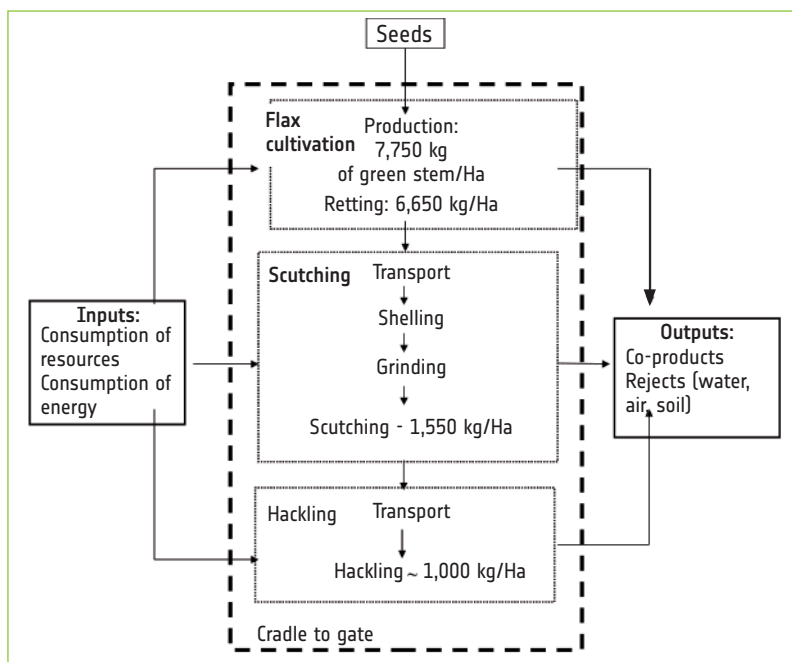 Seeds
Flax
cultivation
Production:
7,750 kg
of green stem/Ha
Retting: 6,650 kg/Ha
Scutching
Transport
Shelling
Grinding
Scutching - 1,550 kg/Ha
Inputs:
Consumption of
resources
Consumption of
energy
Outputs:
Co-products
Rejects (water,
air, soil)
Hackling
Transport
Hackling ~ 1,000 kg/Ha
Cradle to gate